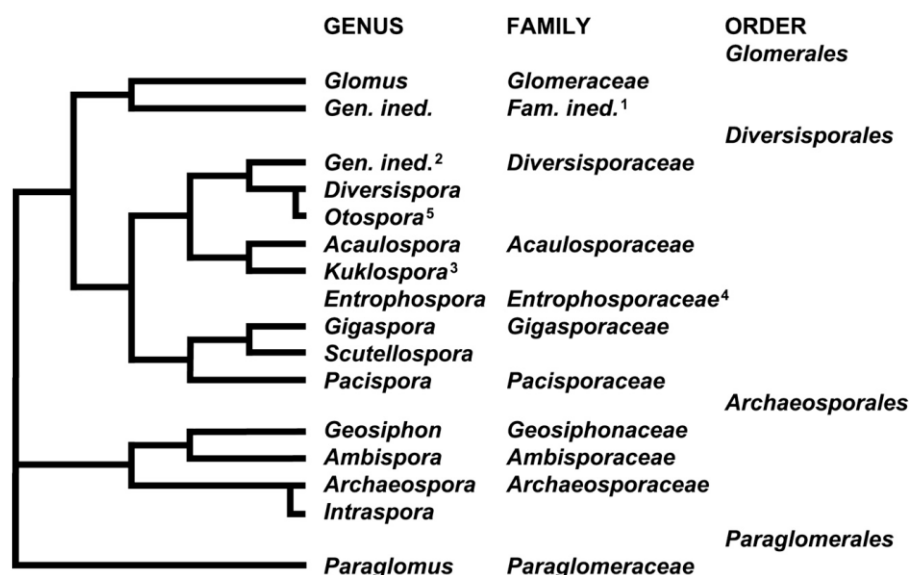 GENUS FAMILY ORDER
Glomerales
Glomus Glomeraceae
Gen. ined. Fam. ined.¹
Diversisporales
Gen. ined.² Diversisporaceae
Diversispora
Otospora⁵
Acaulospora Acaulosporaceae
Kuklospora³
Entrophospora Entrophosporaceae⁴
Gigaspora Gigasporaceae
Scutellospora
Pacispora Pacisporaceae
Archaeosporales
Geosiphon Geosiphonaceae
Ambispora Ambisporaceae
Archaeospora Archaeosporaceae
Intraspora
Paraglomerales
Paraglomus Paraglomeraceae